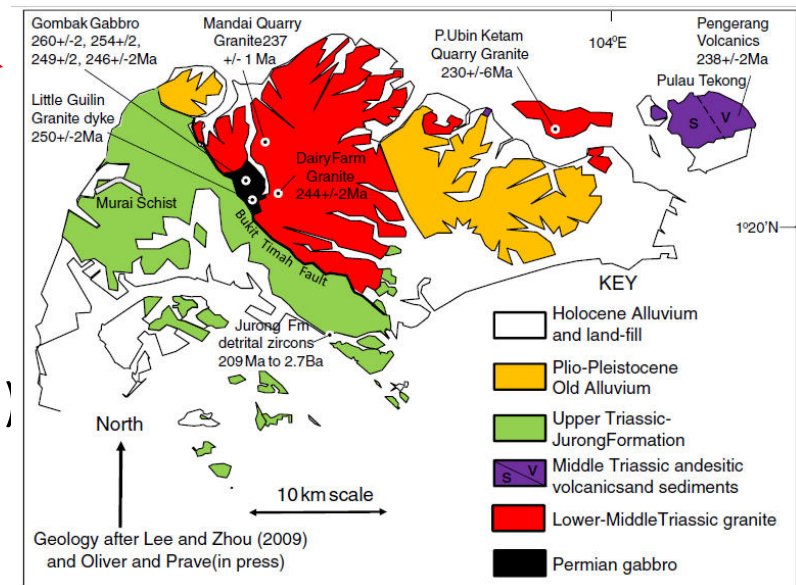 Gombak Gabbro
260+/-2, 254+/2,
249+/2, 246+/-2Ma
Mandai Quarry
Granite237
+/- 1 Ma
P.Ubin Ketam
Quarry Granite
230+/-6Ma
104°E
Pengerang
Volcanics
238+/-2Ma
Pulau Tekong
S V
Little Guilin
Granite dyke
250+/-2Ma
DairyFarm
Granite
244+/-2Ma
Murai Schist
Bukit Timah Fault
1°20'N
Jurong Fm
detrital zircons
209Ma to 2.7Ba
North
10 km scale
Geology after Lee and Zhou (2009)
and Oliver and Prave(in press)
KEY
Holocene Alluvium
and land-fill
Plio-Pleistocene
Old Alluvium
Upper Triassic-
JurongFormation
S V
Middle Triassic andesitic
volcanicsand sediments
Lower-MiddleTriassic granite
Permian gabbro